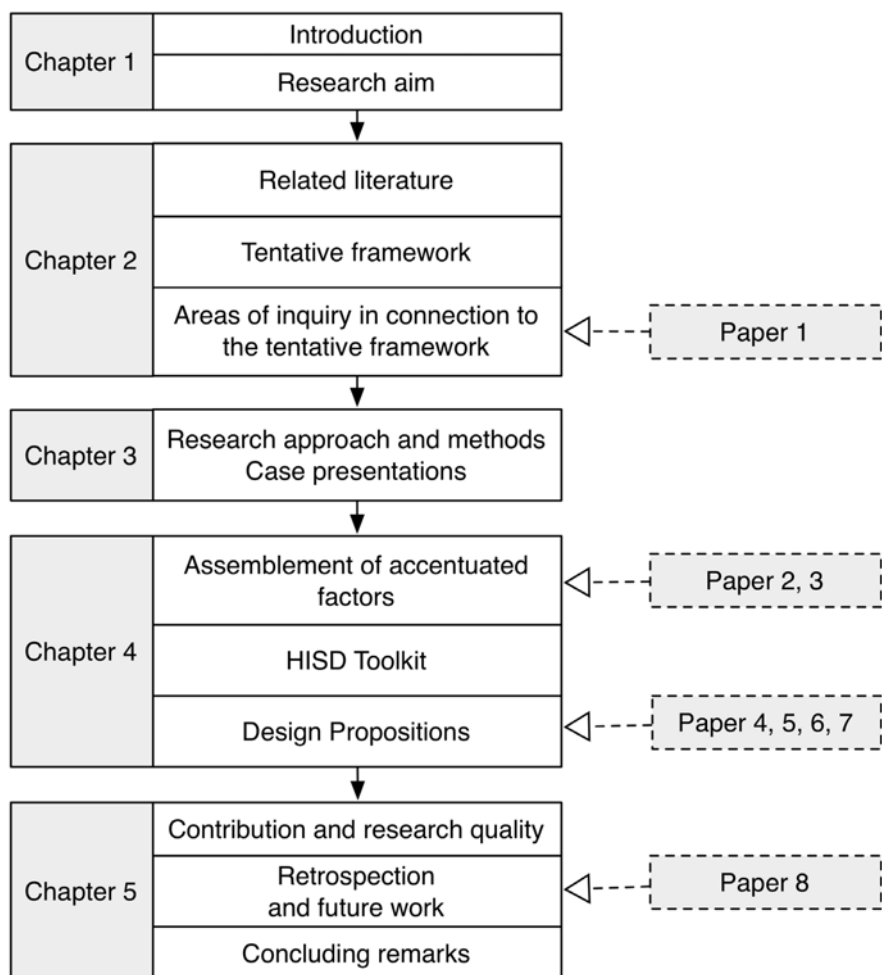 Chapter 1
Introduction
Research aim
Chapter 2
Related literature
Tentative framework
Areas of inquiry in connection to
the tentative framework
Paper 1
Chapter 3
Research approach and methods
Case presentations
Chapter 4
Assemblement of accentuated
factors
Paper 2, 3
HISD Toolkit
Design Propositions
Paper 4, 5, 6, 7
Chapter 5
Contribution and research quality
Retrospection
and future work
Paper 8
Concluding remarks